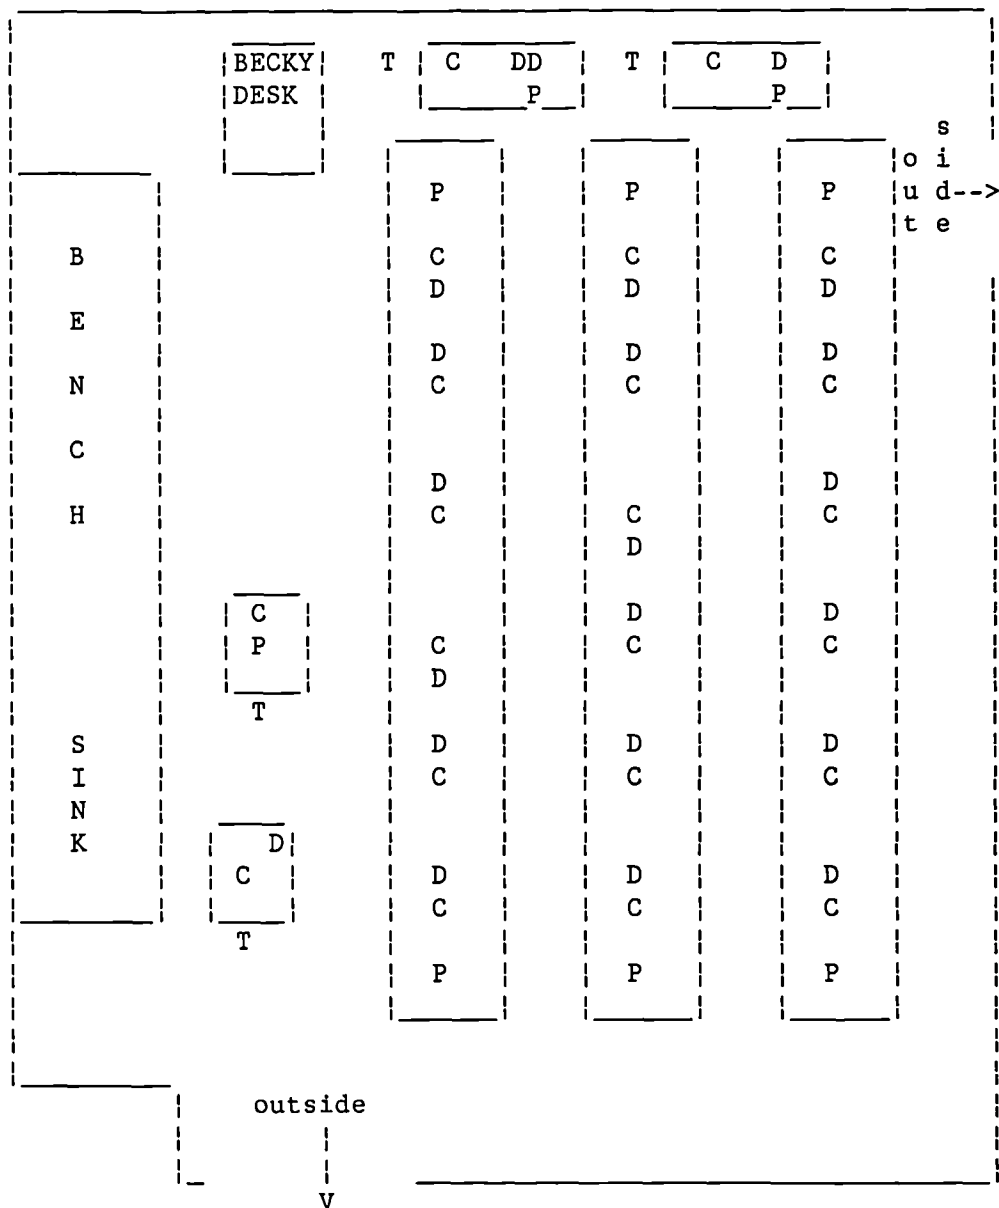 BECKY T C DD T C D
DESK P P
s
o i
P P P u d-->
t e
B C C C
D D D
E
D D D
N C C C
C
D D
H C C C
D
C D D
P C C C
D
T
S D D D
I C C C
N
K D
C D D D
C C C
T
P P P
outside
V